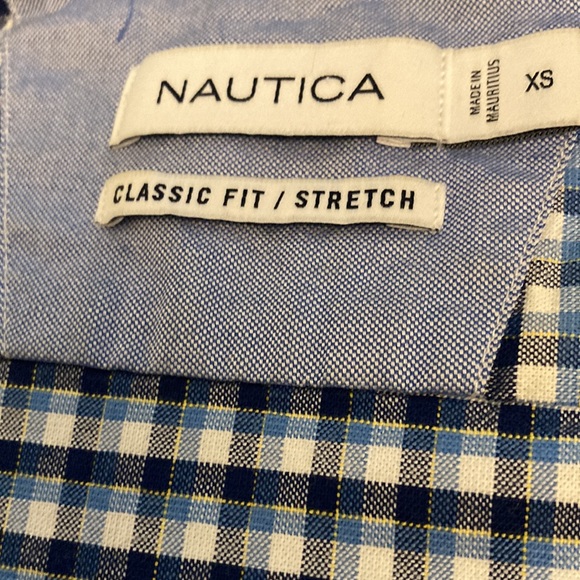 NAUTICA
MADE IN
MAURITIUS
XS
CLASSIC FIT / STRETCH